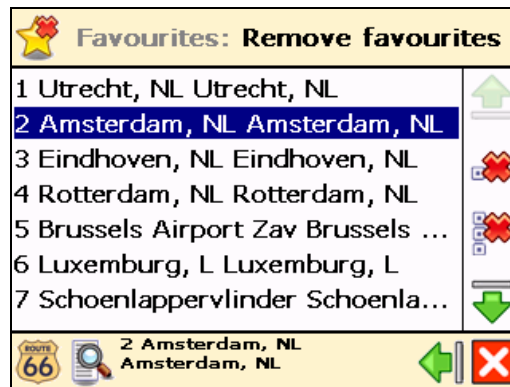 Favourites: Remove favourites
1 Utrecht, NL Utrecht, NL
2 Amsterdam, NL Amsterdam, NL
3 Eindhoven, NL Eindhoven, NL
4 Rotterdam, NL Rotterdam, NL
5 Brussels Airport Zav Brussels ...
6 Luxemburg, L Luxemburg, L
7 Schoenlappervlinder Schoenla...
ROUTE
66
2 Amsterdam, NL
Amsterdam, NL